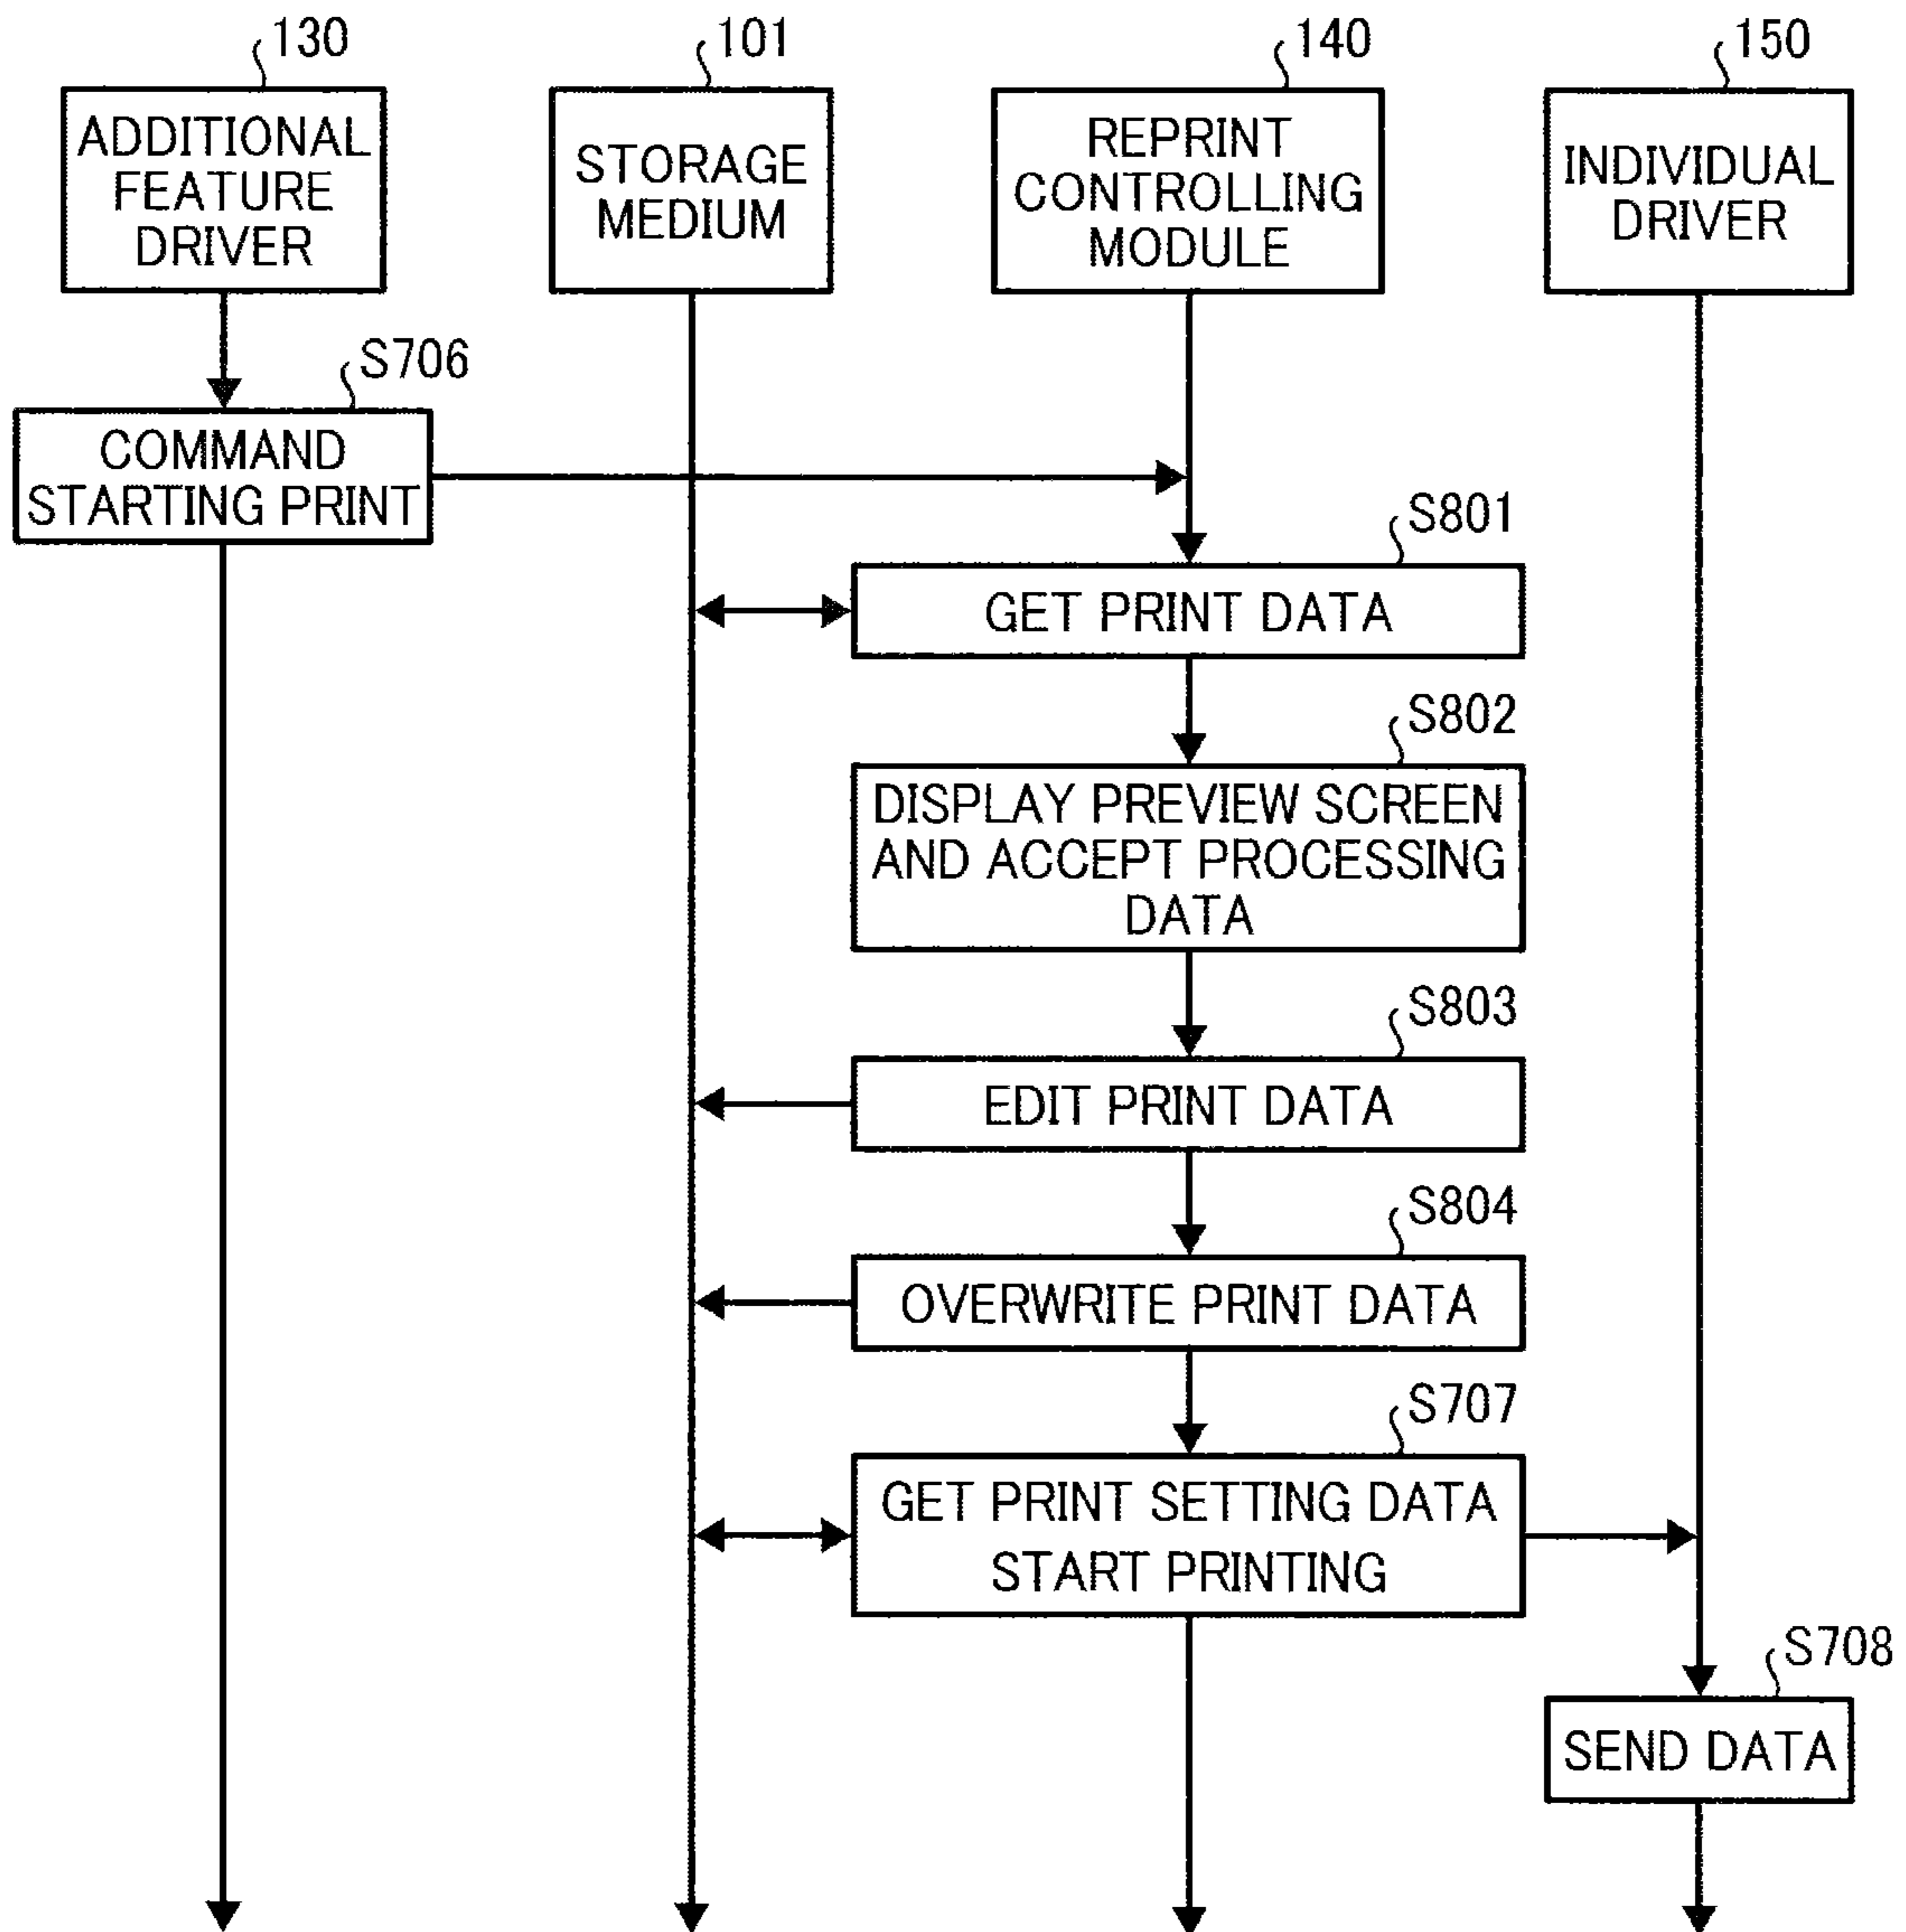 130
101
140
150
ADDITIONAL
FEATURE
DRIVER
STORAGE
MEDIUM
REPRINT
CONTROLLING
MODULE
INDIVIDUAL
DRIVER
S706
COMMAND
STARTING PRINT
S801
GET PRINT DATA
S802
DISPLAY PREVIEW SCREEN
AND ACCEPT PROCESSING
DATA
S803
EDIT PRINT DATA
S804
OVERWRITE PRINT DATA
S707
GET PRINT SETTING DATA
START PRINTING
S708
SEND DATA